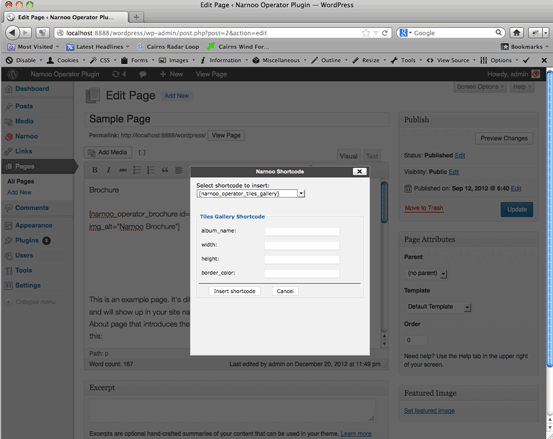 Edit Page ‹ Narnoo Operator Plugin — WordPress
Edit Page ‹ Narnoo Operator Plu...
localhost:8888/wordpress/wp-admin/post.php?post=2&action=edit
Google
Most Visited
Latest Headlines
Cairns Radar Loop
Cairns Wind For...
Bookmarks
Disable
Cookies
CSS
Forms
Images
Information
Miscellaneous
Outline
Resize
Tools
View Source
Options
Narnoo Operator Plugin
4
0
+ New
View Page
Howdy, admin
Dashboard
Posts
Media
Narnoo
Links
Pages
All Pages
Add New
Comments
Appearance
Plugins
Users
Tools
Settings
Collapse menu
Screen Options
Help
Edit Page
Add New
Sample Page
Permalink: http://localhost:8888/wordpress/
View Page
Add Media
[ ]
Visual
Text
B
I
ABC
Brochure
[narnoo_operator_brochure id=
img_alt="Narnoo Brochure"]
This is an example page. It's di
and will show up in your site na
About page that introduces the
this:
Path: p
Word count: 167
Last edited by admin on December 20, 2012 at 11:49 pm
Excerpt
Excerpts are optional hand-crafted summaries of your content that can be used in your theme. Learn more
Narnoo Shortcode
Select shortcode to insert:
[narnoo_operator_tiles_gallery]
Tiles Gallery Shortcode
album_name:
width:
height:
border_color:
Insert shortcode
Cancel
Publish
Preview Changes
Status: Published Edit
Visibility: Public Edit
Published on: Sep 12, 2012 @ 8:40 Edit
Move to Trash
Update
Page Attributes
Parent
(no parent)
Template
Default Template
Order
0
Need help? Use the Help tab in the upper right
of your screen.
Featured Image
Set featured image